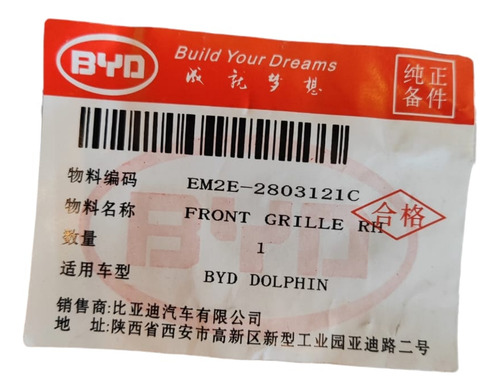 BYD
Build Your Dreams
成就梦想
纯正
备件
物料编码 EM2E-2803121C
物料名称 FRONT GRILLE RH
合格
数量 1
适用车型 BYD DOLPHIN
销售商:比亚迪汽车有限公司
地 址:陕西省西安市高新区新型工业园亚迪路二号
BYD